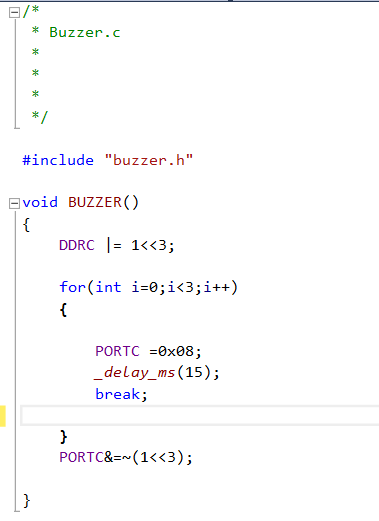 /*
 * Buzzer.c
 *
 *
 *
 */
#include "buzzer.h"
void BUZZER()
{
    DDRC |= 1<<3;
    for(int i=0;i<3;i++)
    {
        PORTC =0x08;
        _delay_ms(15);
        break;
    }
    PORTC&=~(1<<3);
}